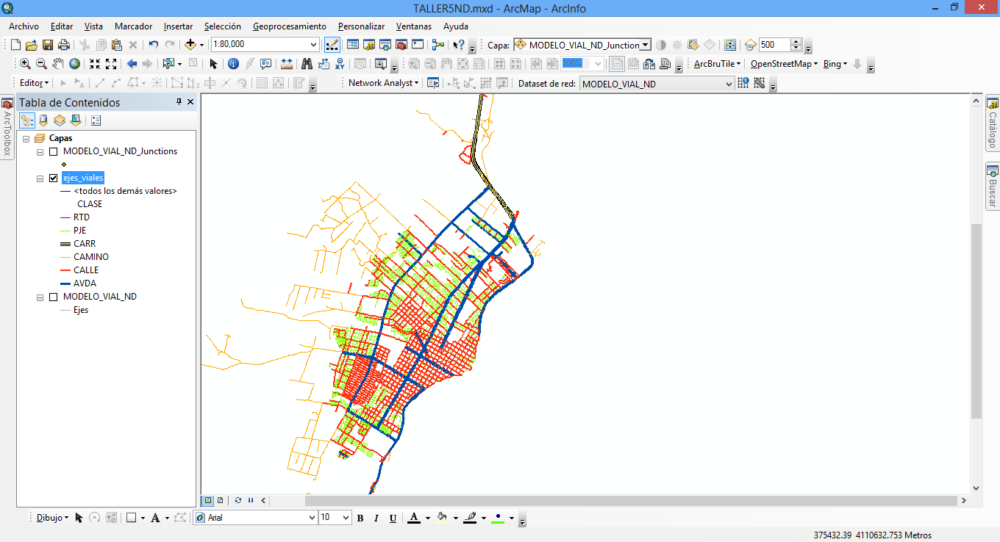 TALLER5ND.mxd - ArcMap - ArcInfo
Archivo Editar Vista Marcador Insertar Selección Geoprocesamiento Personalizar Ventanas Ayuda
1:80,000 Capa: MODELO_VIAL_ND_Junction 500
100% ArcBruTile OpenStreetMap Bing
Editor Network Analyst Dataset de red: MODELO_VIAL_ND
ArcToolbox
Tabla de Contenidos
Capas
MODELO_VIAL_ND_Junctions
ejes_viales
<todos los demás valores>
CLASE
RTD
PJE
CARR
CAMINO
CALLE
AVDA
MODELO_VIAL_ND
Ejes
Catálogo
Buscar
Dibujo Arial 10 B I U A
375432.39 4110632.753 Metros